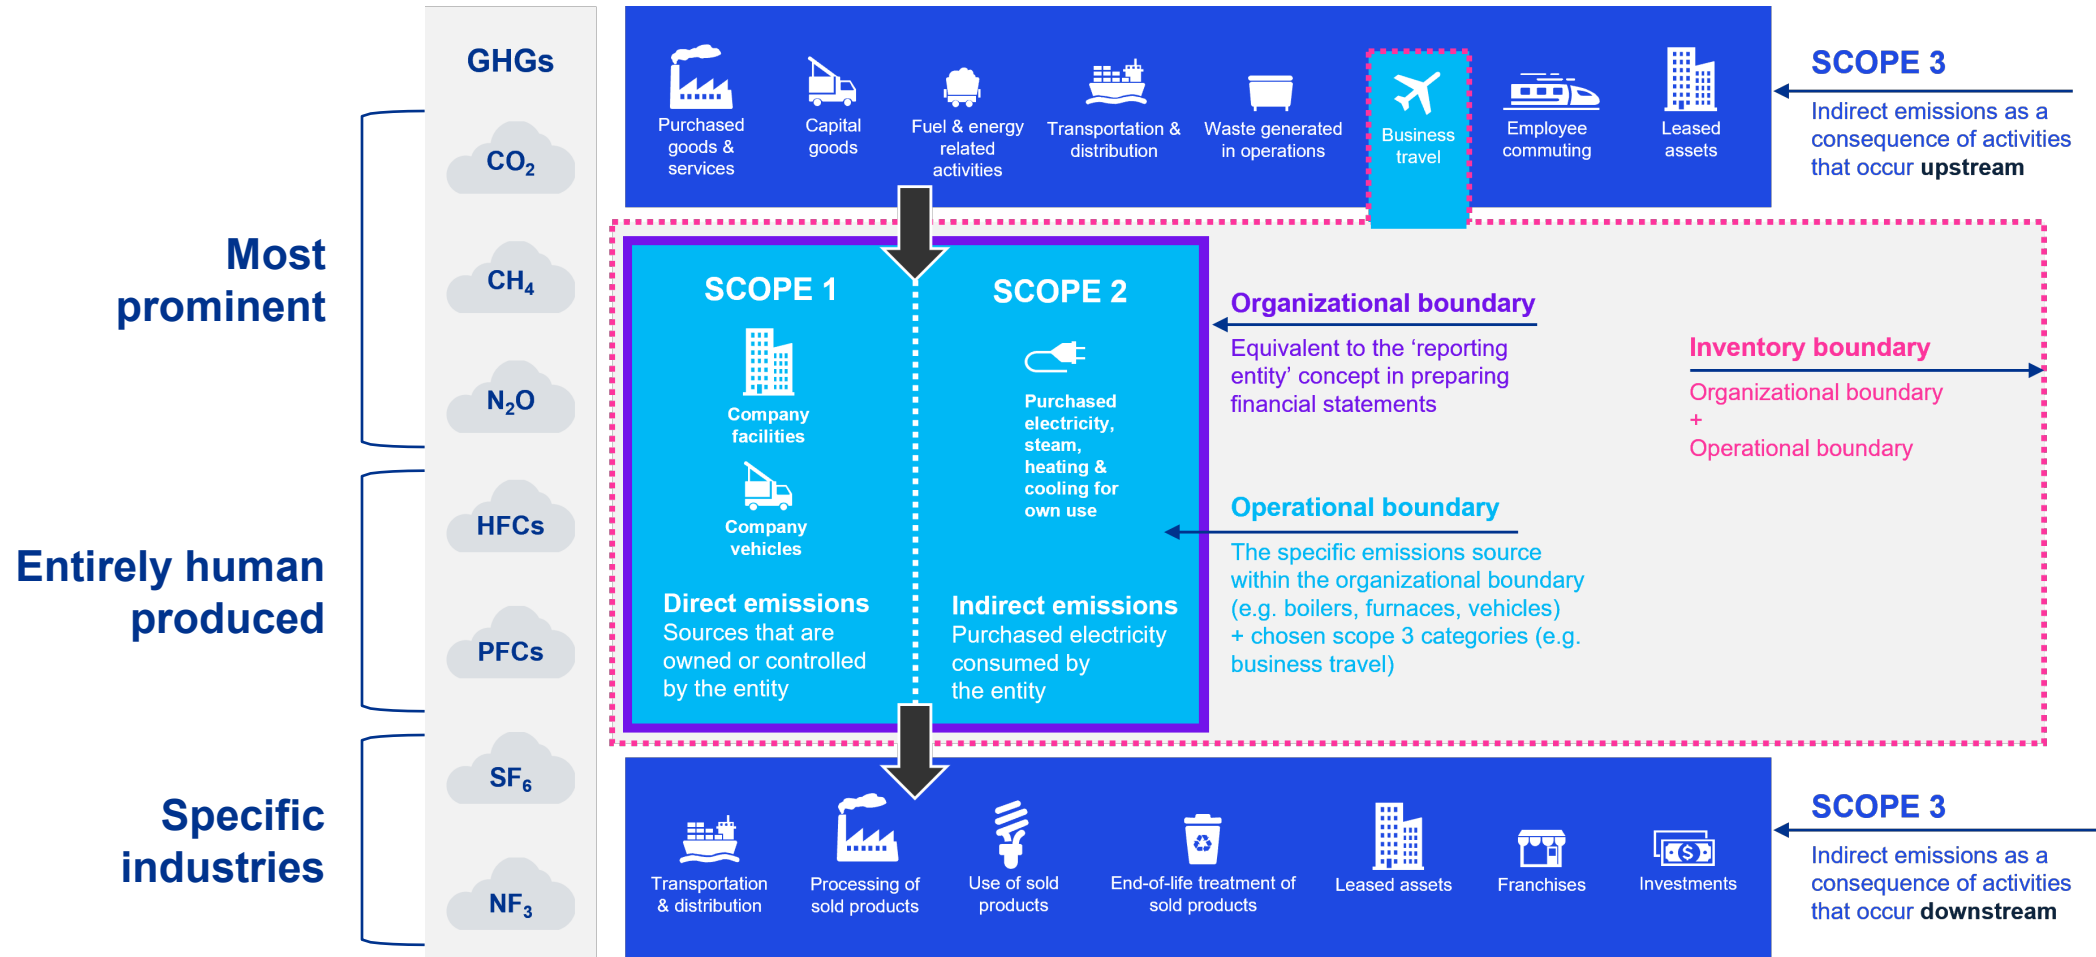 GHGs
Most
prominent
CO₂
CH₄
N₂O
Entirely human
produced
HFCs
PFCs
Specific
industries
SF₆
NF₃
Purchased
goods &
services
Capital
goods
Fuel & energy
related
activities
Transportation &
distribution
Waste generated
in operations
Business
travel
Employee
commuting
Leased
assets
SCOPE 3
Indirect emissions as a
consequence of activities
that occur upstream
SCOPE 1
Company
facilities
Company
vehicles
Direct emissions
Sources that are
owned or controlled
by the entity
SCOPE 2
Purchased
electricity,
steam,
heating &
cooling for
own use
Indirect emissions
Purchased electricity
consumed by
the entity
Organizational boundary
Equivalent to the ‘reporting
entity’ concept in preparing
financial statements
Operational boundary
The specific emissions source
within the organizational boundary
(e.g. boilers, furnaces, vehicles)
+ chosen scope 3 categories (e.g.
business travel)
Inventory boundary
Organizational boundary
+
Operational boundary
Transportation
& distribution
Processing of
sold products
Use of sold
products
End-of-life treatment of
sold products
Leased assets
Franchises
$
Investments
SCOPE 3
Indirect emissions as a
consequence of activities
that occur downstream